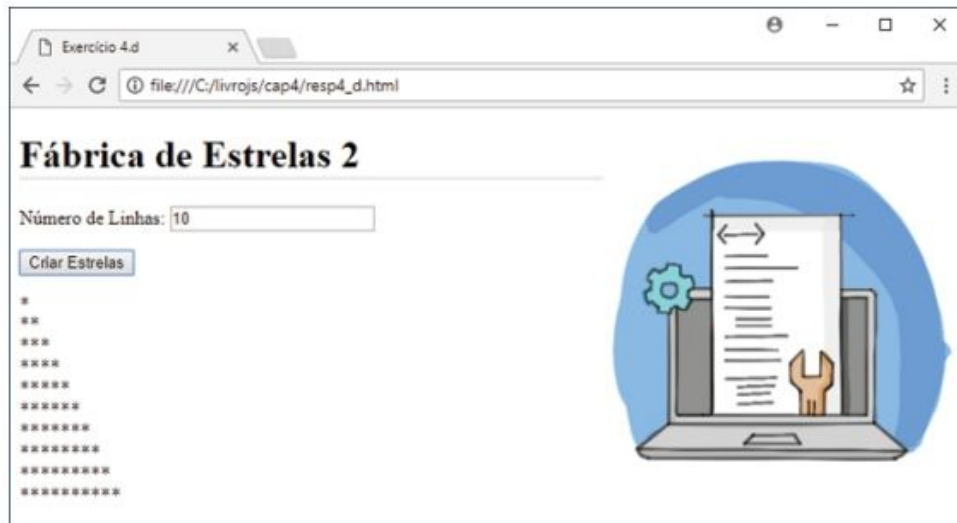 Exercício 4.d
file:///C:/livrojs/cap4/resp4_d.html
Fábrica de Estrelas 2
Número de Linhas: 10
Criar Estrelas
*
**
***
****
*****
******
*******
********
*********
**********